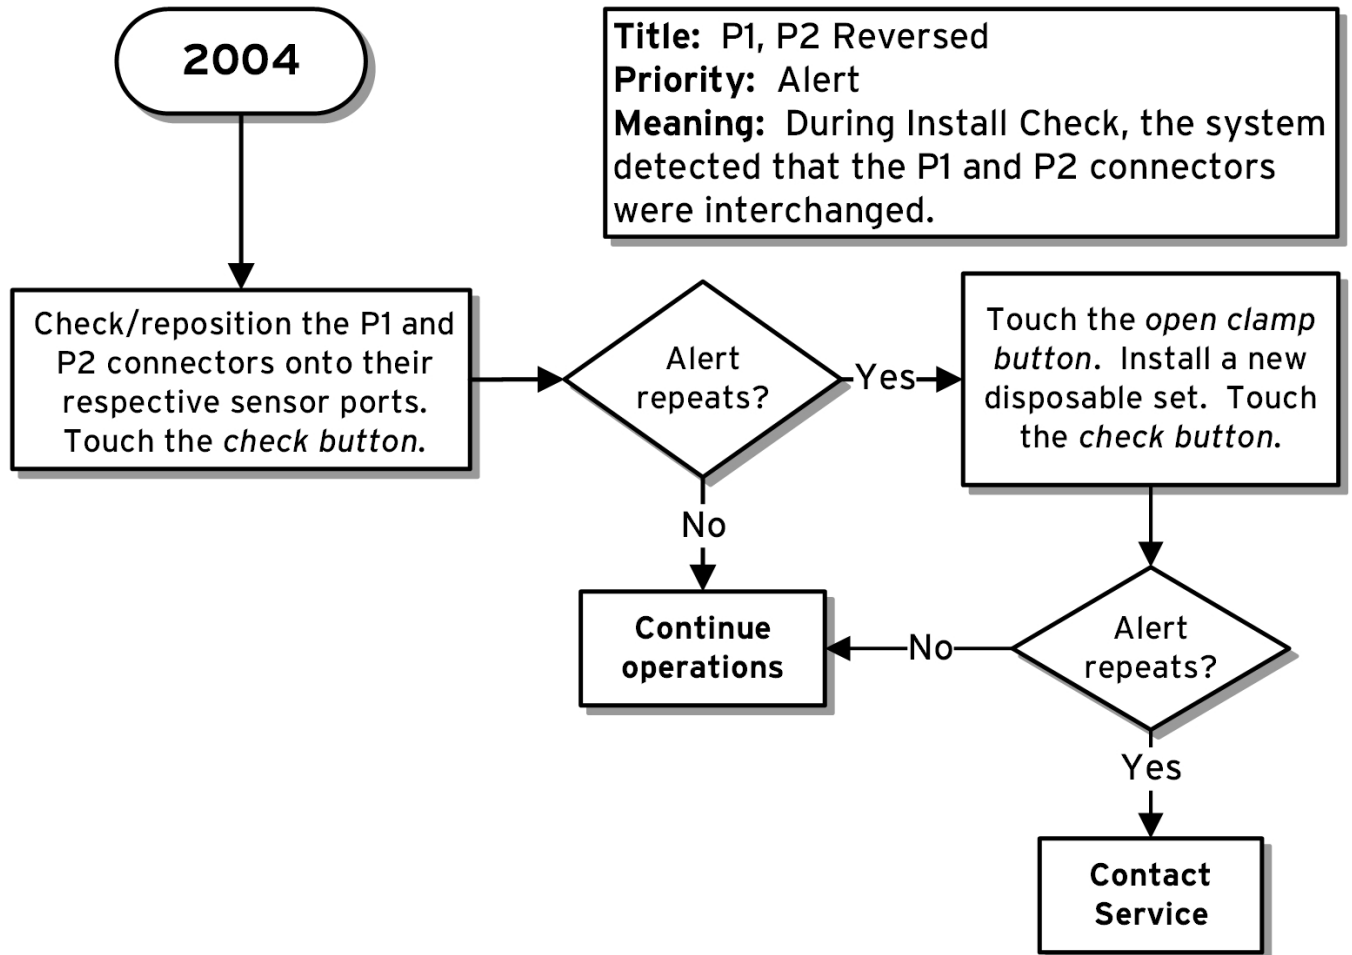 2004
Title: P1, P2 Reversed
Priority: Alert
Meaning: During Install Check, the system
detected that the P1 and P2 connectors
were interchanged.
Check/reposition the P1 and
P2 connectors onto their
respective sensor ports.
Touch the check button.
Alert
repeats?
Yes
Touch the open clamp
button. Install a new
disposable set. Touch
the check button.
No
Continue
operations
No
Alert
repeats?
Yes
Contact
Service